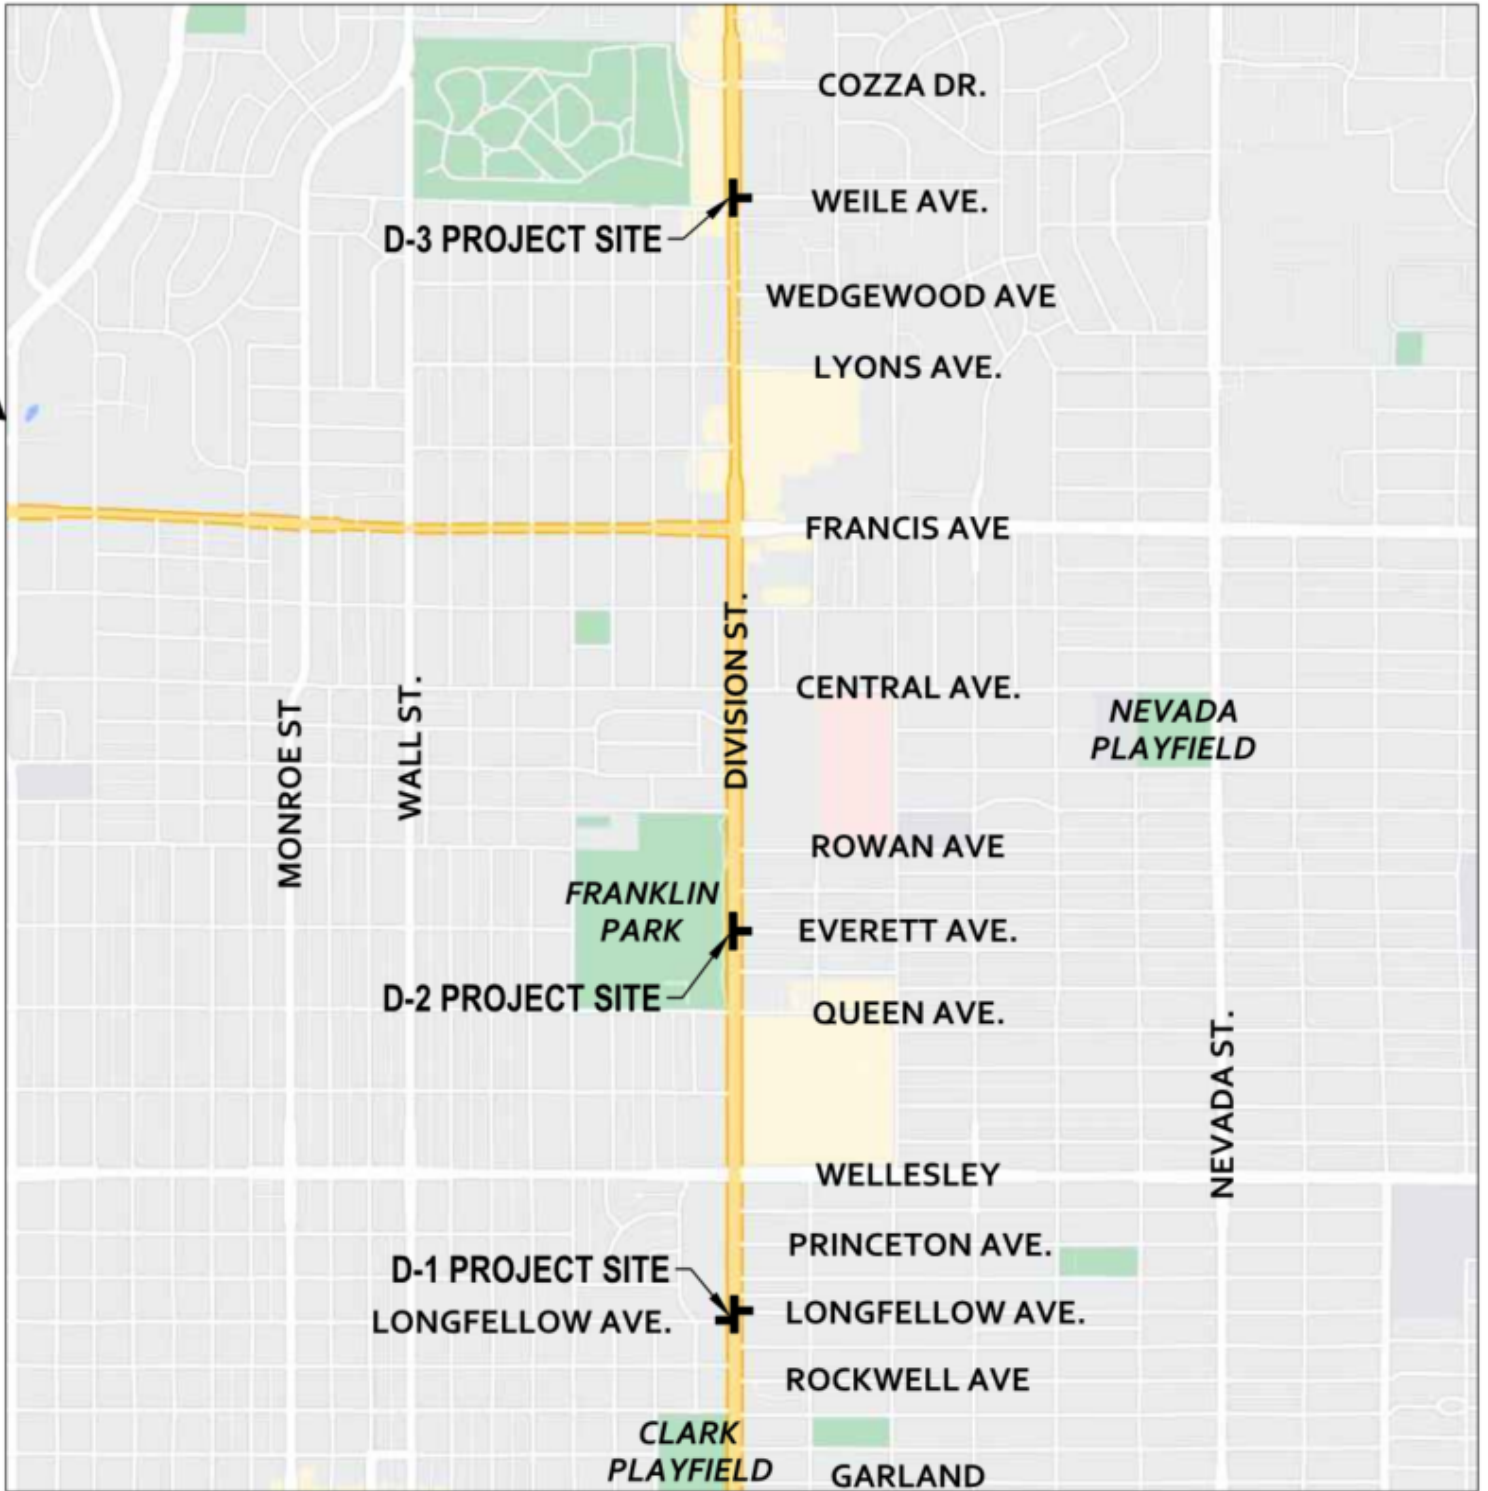 COZZA DR.
WEILE AVE.
D-3 PROJECT SITE
WEDGEWOOD AVE
LYONS AVE.
FRANCIS AVE
DIVISION ST.
CENTRAL AVE.
MONROE ST
WALL ST.
NEVADA
PLAYFIELD
ROWAN AVE
FRANKLIN
PARK
EVERETT AVE.
D-2 PROJECT SITE
QUEEN AVE.
NEVADA ST.
WELLESLEY
PRINCETON AVE.
D-1 PROJECT SITE
LONGFELLOW AVE.
LONGFELLOW AVE.
ROCKWELL AVE
CLARK
PLAYFIELD
GARLAND